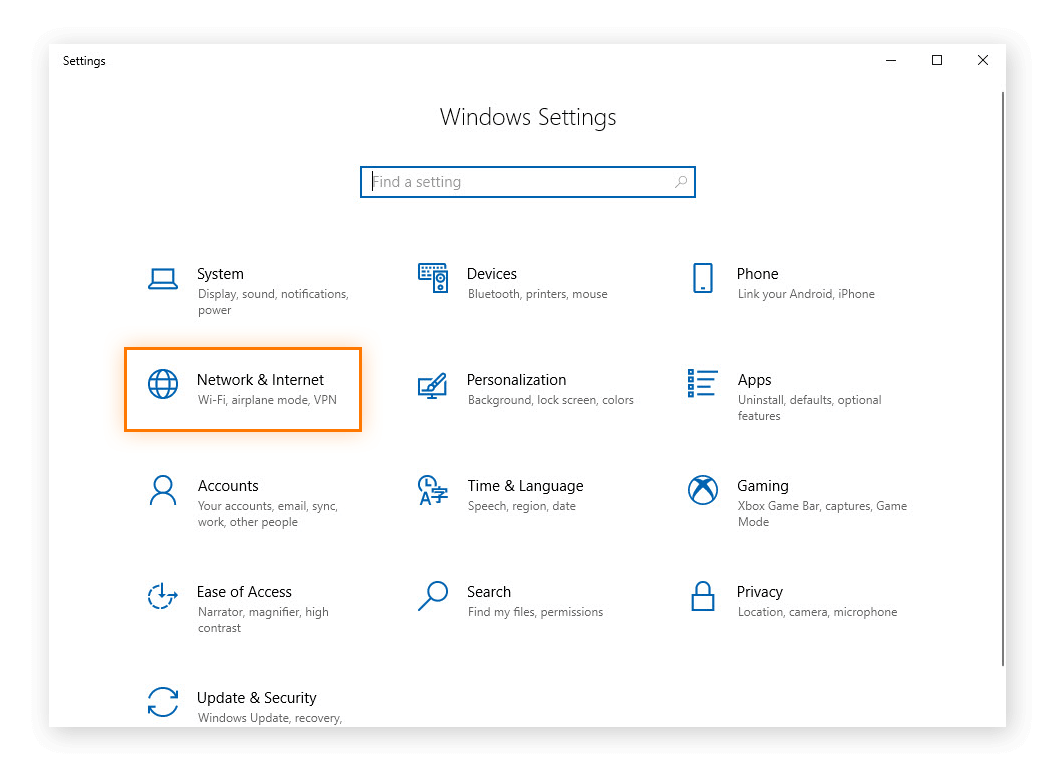 Settings
Windows Settings
Find a setting
System
Display, sound, notifications,
power
Devices
Bluetooth, printers, mouse
Phone
Link your Android, iPhone
Network & Internet
Wi-Fi, airplane mode, VPN
Personalization
Background, lock screen, colors
Apps
Uninstall, defaults, optional
features
Accounts
Your accounts, email, sync,
work, other people
Time & Language
Speech, region, date
Gaming
Xbox Game Bar, captures, Game
Mode
Ease of Access
Narrator, magnifier, high
contrast
Search
Find my files, permissions
Privacy
Location, camera, microphone
Update & Security
Windows Update, recovery,